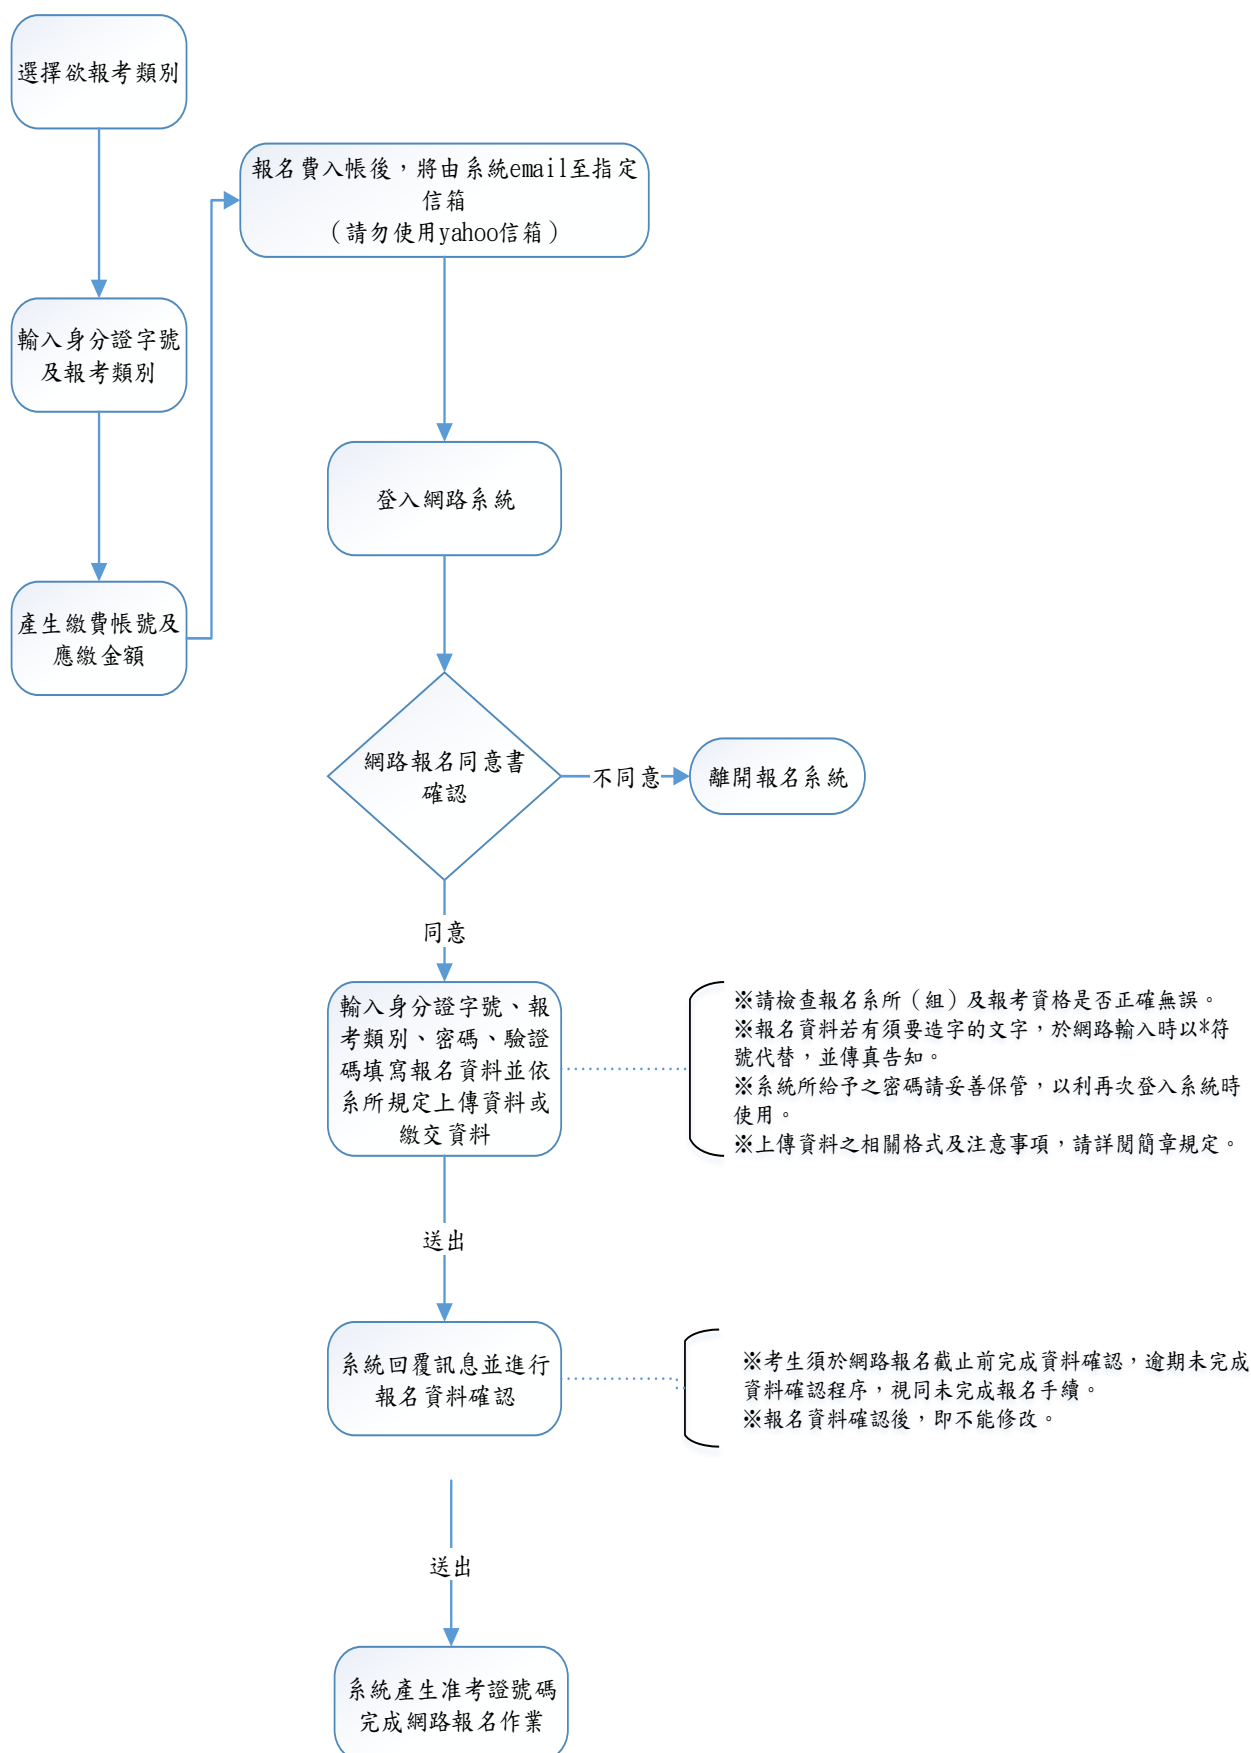 選擇欲報考類別
輸入身分證字號
及報考類別
產生繳費帳號及
應繳金額
報名費入帳後，將由系統email至指定
信箱
（請勿使用yahoo信箱）
登入網路系統
網路報名同意書
確認
不同意
離開報名系統
同意
輸入身分證字號、報
考類別、密碼、驗證
碼填寫報名資料並依
系所規定上傳資料或
繳交資料
※請檢查報名系所（組）及報考資格是否正確無誤。
※報名資料若有須要造字的文字，於網路輸入時以*符
號代替，並傳真告知。
※系統所給予之密碼請妥善保管，以利再次登入系統時
使用。
※上傳資料之相關格式及注意事項，請詳閱簡章規定。
送出
系統回覆訊息並進行
報名資料確認
※考生須於網路報名截止前完成資料確認，逾期未完成
資料確認程序，視同未完成報名手續。
※報名資料確認後，即不能修改。
送出
系統產生准考證號碼
完成網路報名作業